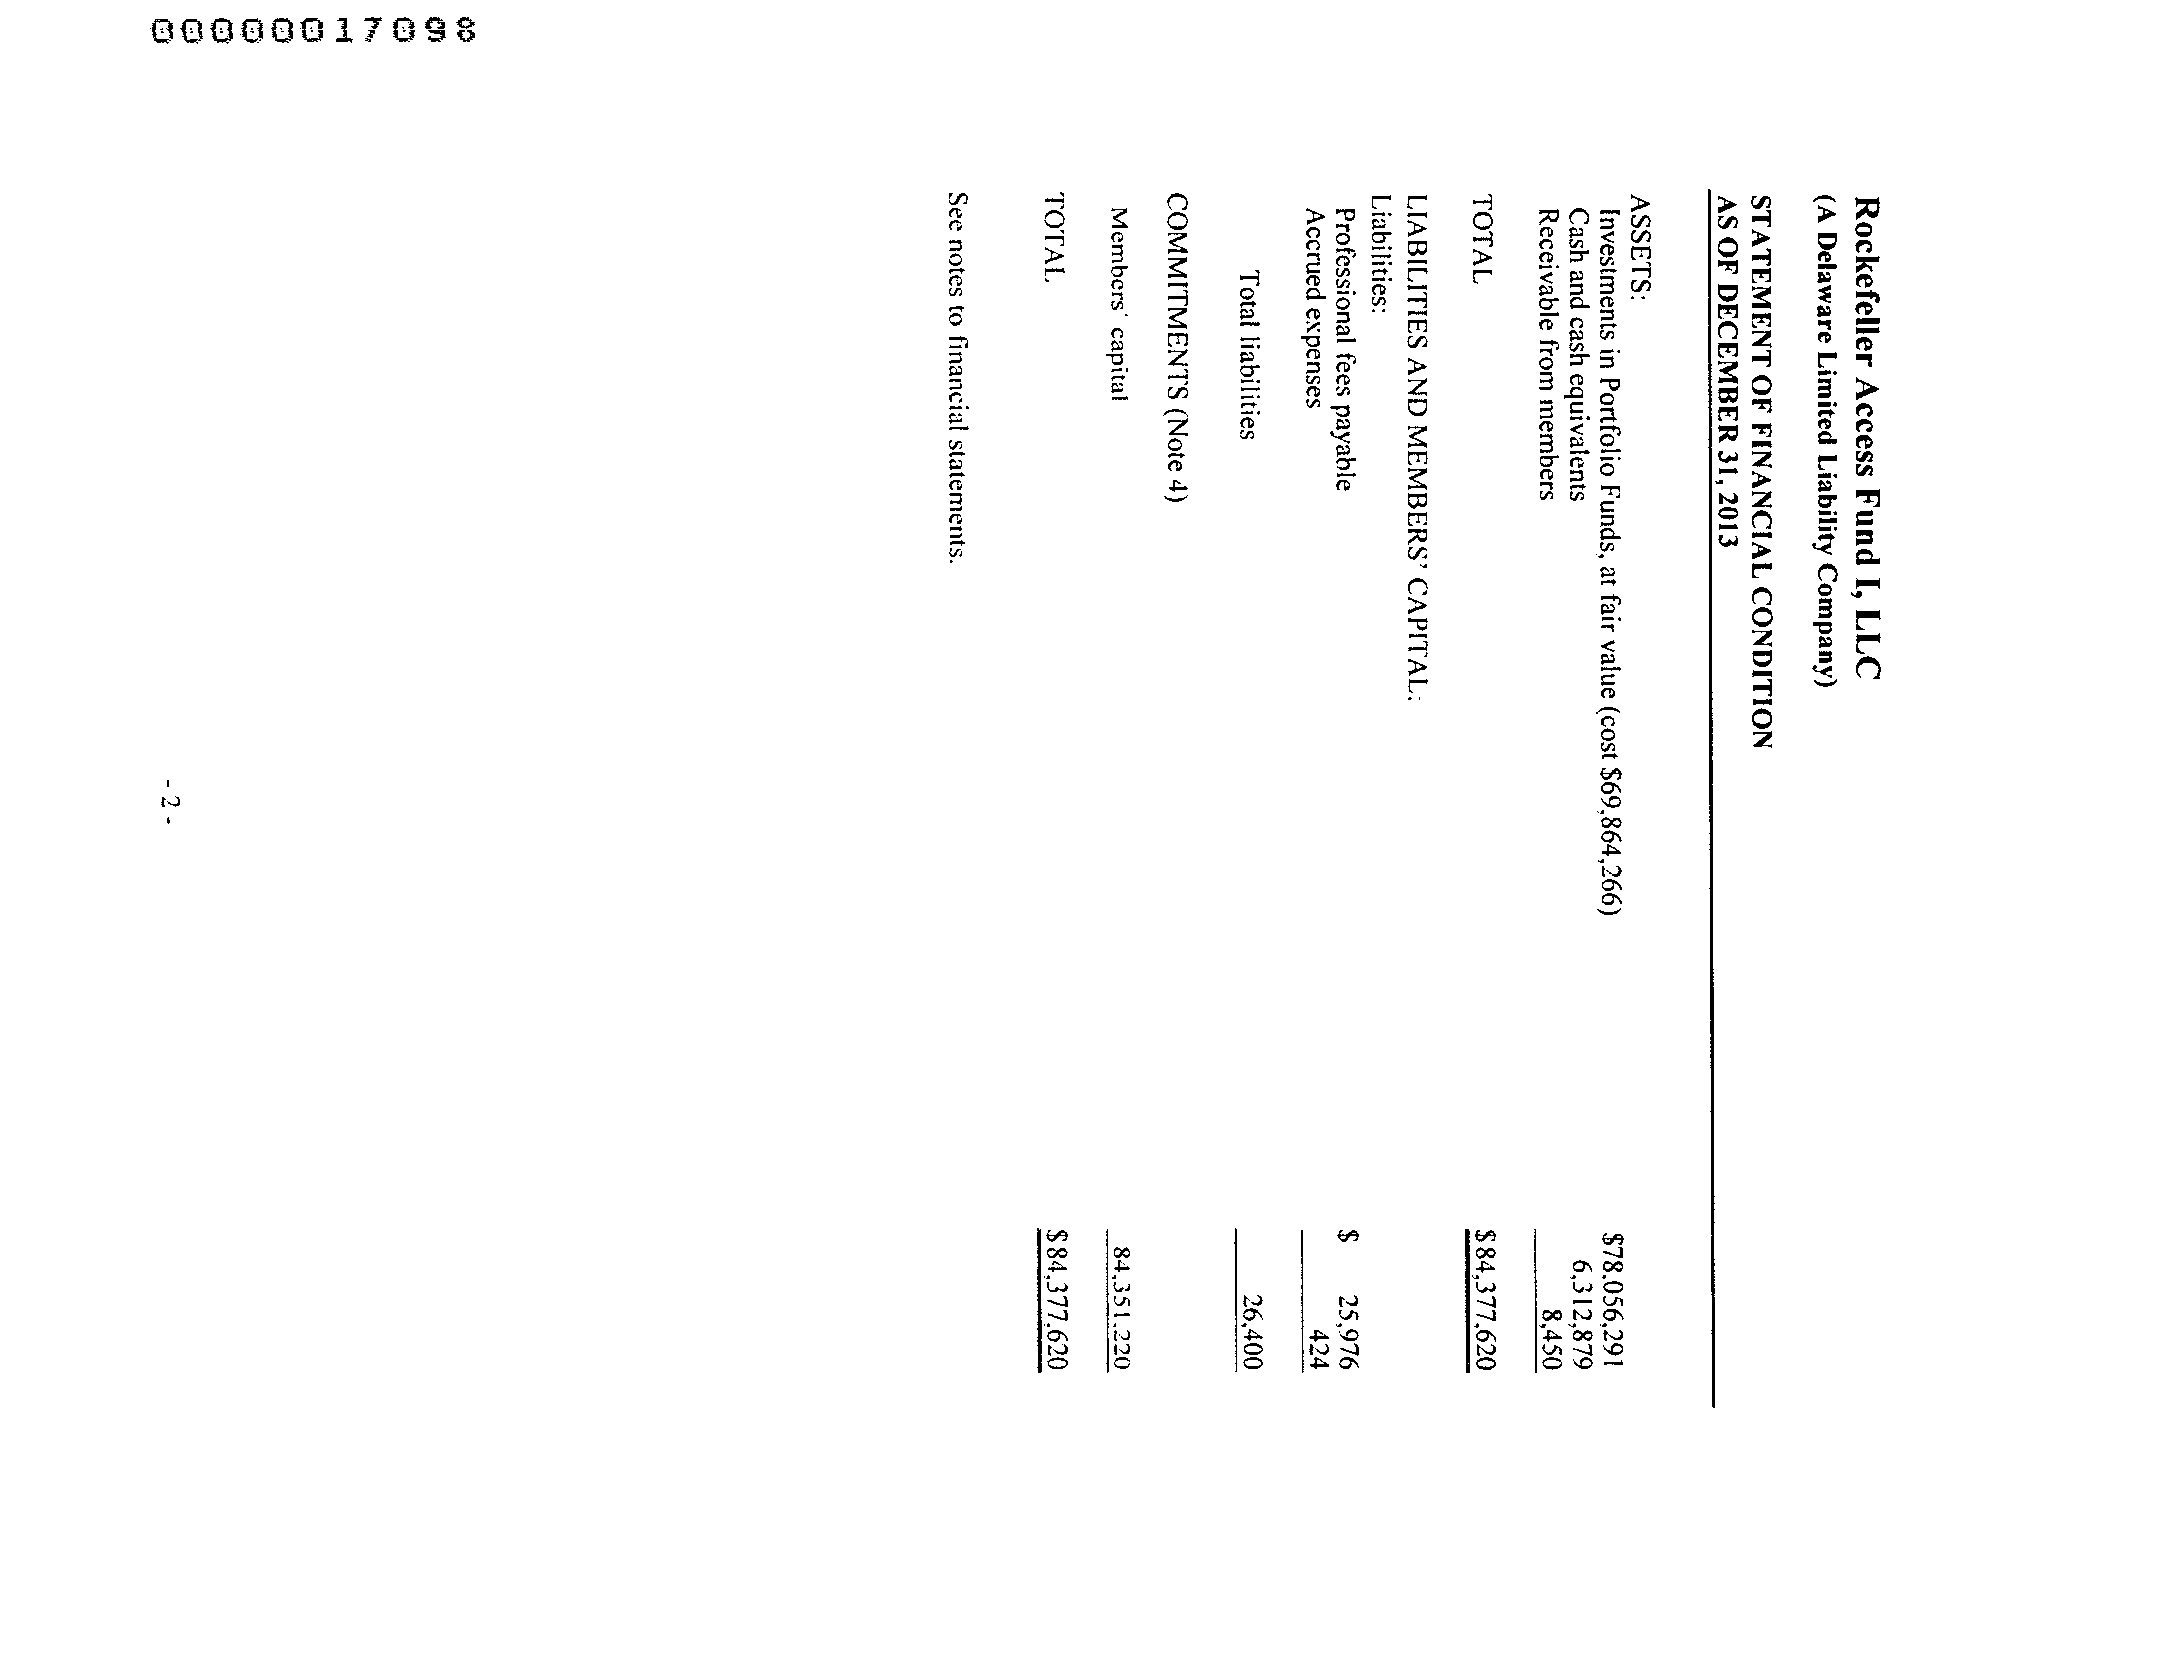 00000017098
Rockefeller Access Fund I, LLC
(A Delaware Limited Liability Company)
STATEMENT OF FINANCIAL CONDITION
AS OF DECEMBER 31, 2013
ASSETS:
Investments in Portfolio Funds, at fair value (cost $69,864,266) $78,056,291
Cash and cash equivalents 6,312,879
Receivable from members 8,450
TOTAL $84,377,620
LIABILITIES AND MEMBERS' CAPITAL:
Liabilities:
Professional fees payable $ 25,976
Accrued expenses 424
Total liabilities 26,400
COMMITMENTS (Note 4)
Members' capital 84,351,220
TOTAL $84,377,620
See notes to financial statements.
- 2 -